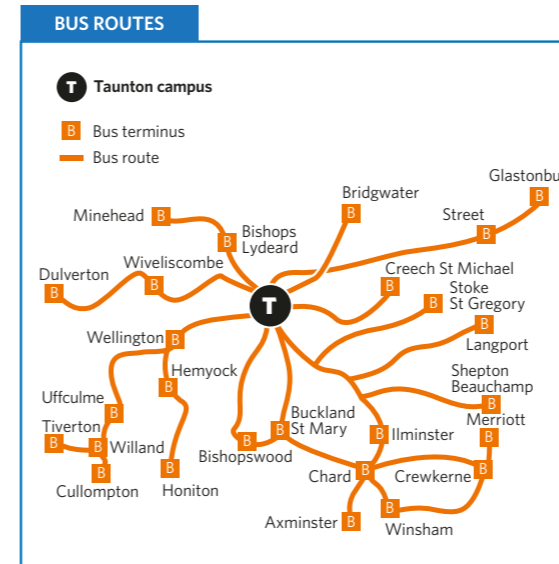 BUS ROUTES
T Taunton campus
B Bus terminus
Bus route
Glastonbu
Bridgwater
Minehead B
B
B
Street
Bishops
Lydeard
B
B
Wiveliscombe
Creech St Michael
Dulverton
B
B
B
Stoke
St Gregory
B
T
Langport
B
Wellington B
Hemyock
B
Shepton
Beauchamp
B
Uffculme
B
Merriott
B
Tiverton
B
B Willand
B
Cullompton
Buckland
St Mary
B
B
Bishopswood
B Ilminster
Chard B
Crewkerne B
B
Honiton
Axminster B
B
Winsham